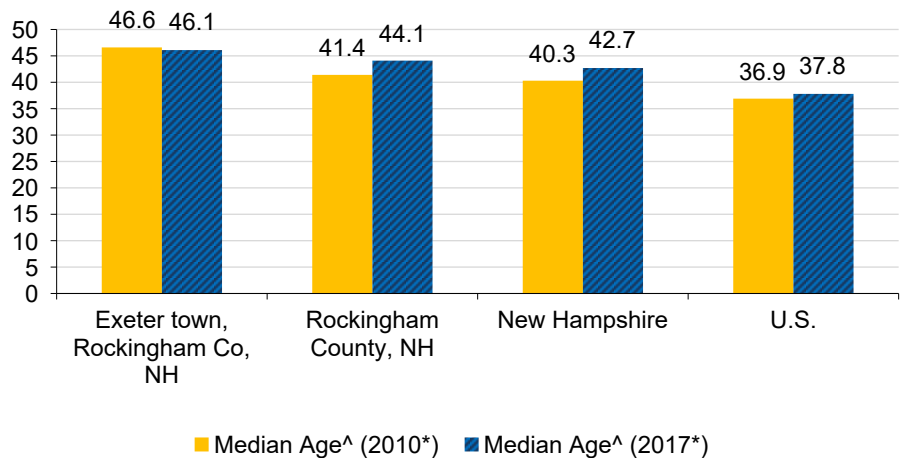 50
45
40
35
30
25
20
15
10
5
0
46.6 46.1
41.4 44.1
40.3 42.7
36.9 37.8
Exeter town,
Rockingham Co,
NH
Rockingham
County, NH
New Hampshire
U.S.
Median Age^ (2010*) Median Age^ (2017*)